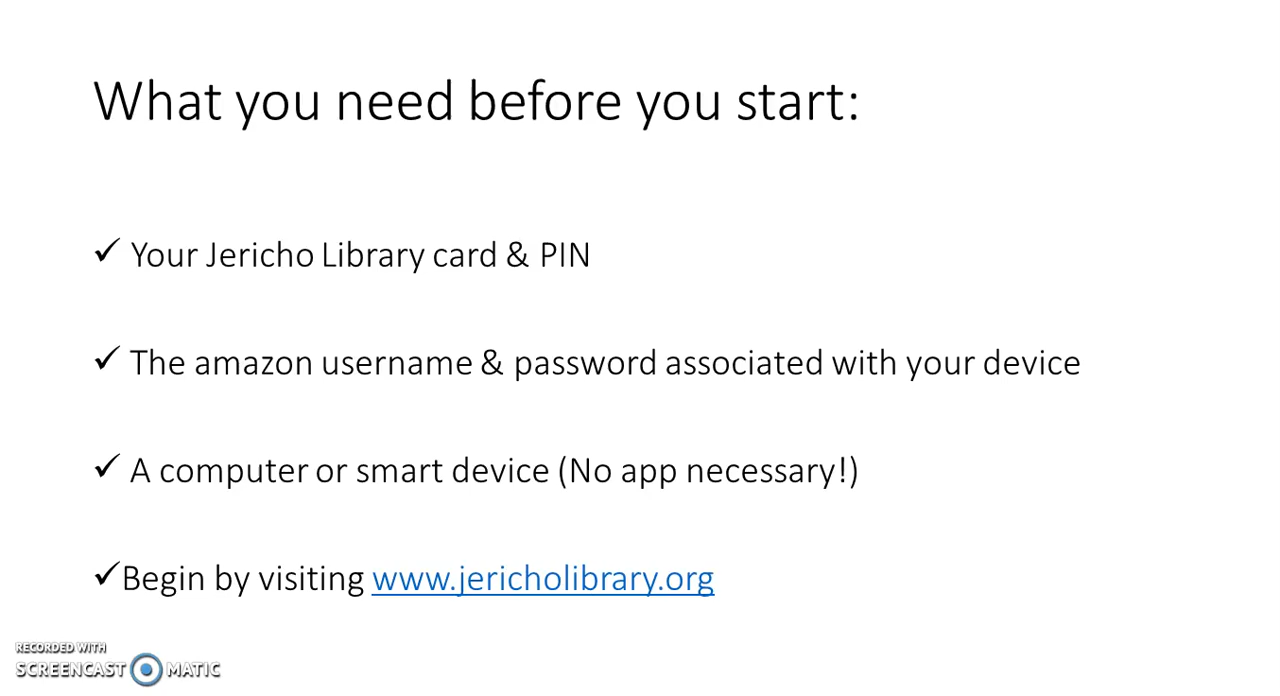 What you need before you start:
✓ Your Jericho Library card & PIN
✓ The amazon username & password associated with your device
✓ A computer or smart device (No app necessary!)
✓Begin by visiting www.jericholibrary.org
RECORDED WITH
SCREENCAST MATIC